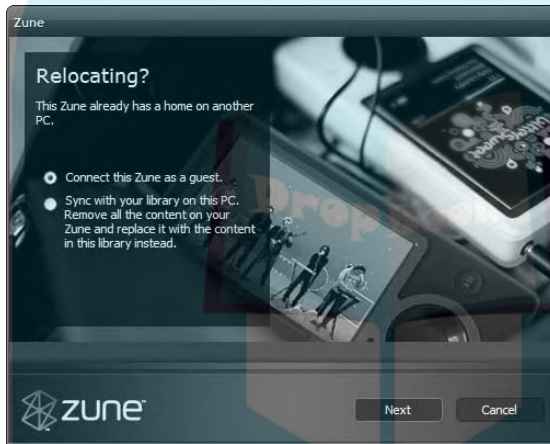 Zune
Relocating?
This Zune already has a home on another
PC.
Connect this Zune as a guest.
Sync with your library on this PC.
Remove all the content on your
Zune and replace it with the content
in this library instead.
zune™
Next
Cancel